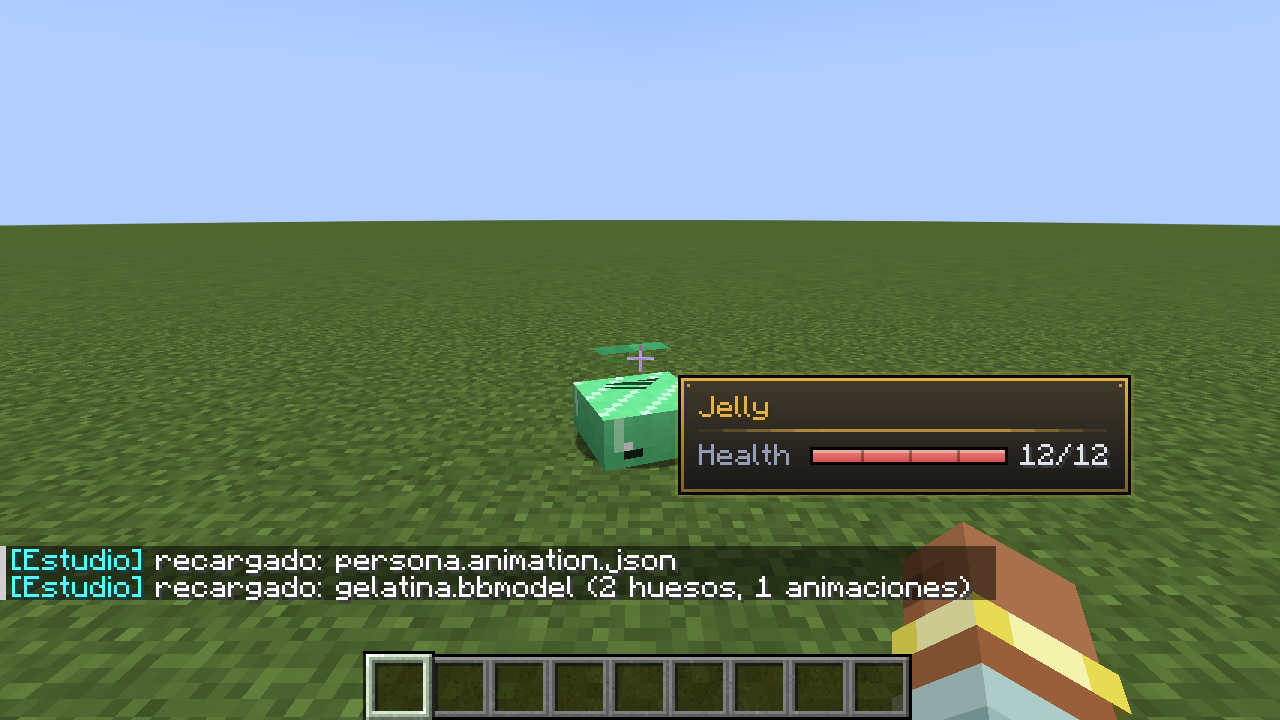 Jelly
Health 12/12
[Estudio] recargado: persona.animation.json
[Estudio] recargado: gelatina.bbmodel (2 huesos, 1 animaciones)